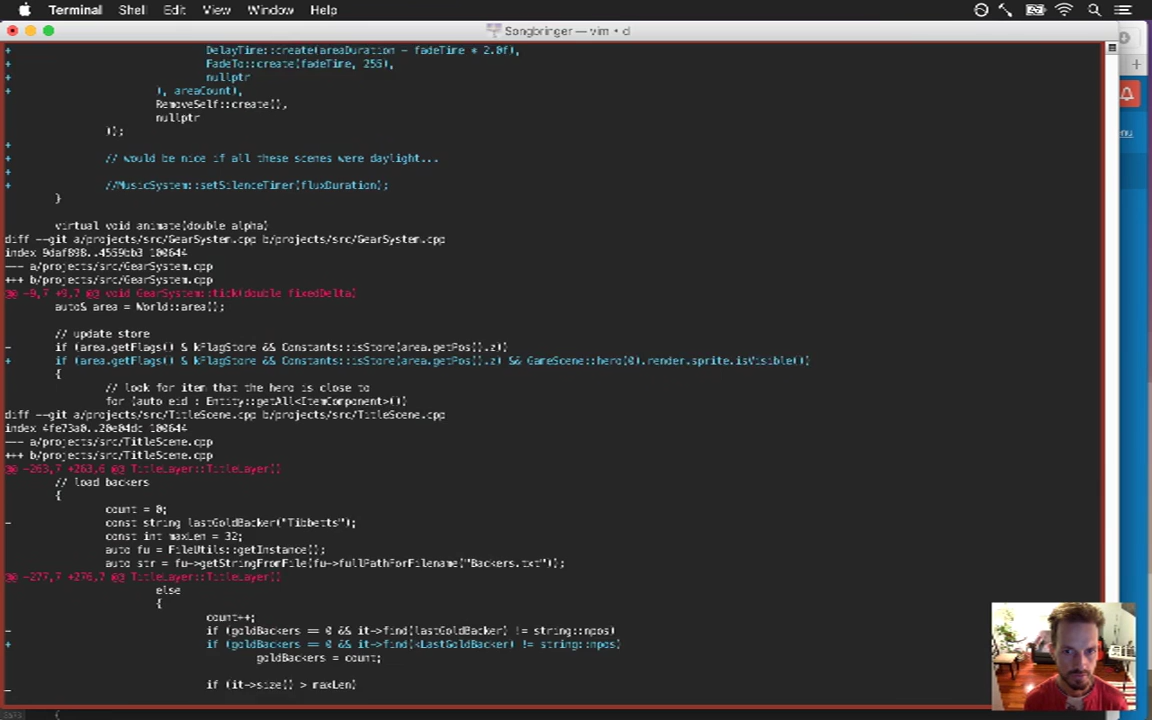 Terminal Shell Edit View Window Help
Songbringer — vim • d
+ DelayTime::create(areaDuration - fadeTime * 2.0f),
+ FadeTo::create(fadeTime, 255),
+ nullptr
+ ), areaCount),
RemoveSelf::create(),
nullptr
));
+
+ // would be nice if all these scenes were daylight...
+
+ //MusicSystem::setSilenceTimer(fluxDuration);
}
virtual void animate(double alpha)
diff --git a/projects/src/GearSystem.cpp b/projects/src/GearSystem.cpp
index 9daf898..4559bb3 100644
--- a/projects/src/GearSystem.cpp
+++ b/projects/src/GearSystem.cpp
@@ -9,7 +9,7 @@ void GearSystem::tick(double fixedDelta)
auto& area = World::area();
// update store
- if (area.getFlags() & kFlagStore && Constants::isStore(area.getPos().z))
+ if (area.getFlags() & kFlagStore && Constants::isStore(area.getPos().z) && GameScene::hero(0).render.sprite.isVisible())
{
// look for item that the hero is close to
for (auto eid : Entity::getAll<ItemComponent>())
diff --git a/projects/src/TitleScene.cpp b/projects/src/TitleScene.cpp
index 4fe73a0..20e04dc 100644
--- a/projects/src/TitleScene.cpp
+++ b/projects/src/TitleScene.cpp
@@ -263,7 +263,6 @@ TitleLayer::TitleLayer()
// load backers
{
count = 0;
- const string lastGoldBacker("Tibbetts");
const int maxLen = 32;
auto fu = FileUtils::getInstance();
auto str = fu->getStringFromFile(fu->fullPathForFilename("Backers.txt"));
@@ -277,7 +276,7 @@ TitleLayer::TitleLayer()
else
{
count++;
- if (goldBackers == 0 && it->find(lastGoldBacker) != string::npos)
+ if (goldBackers == 0 && it->find(kLastGoldBacker) != string::npos)
goldBackers = count;
if (it->size() > maxLen)